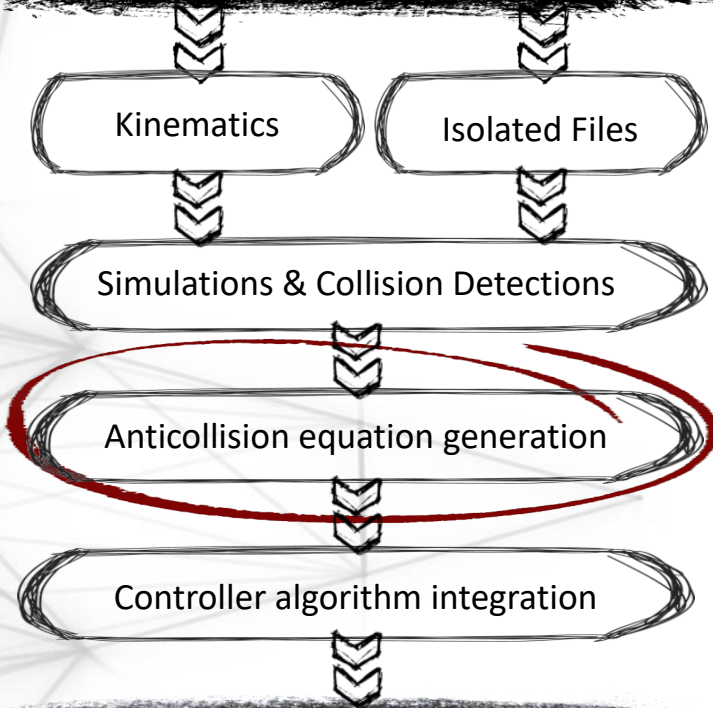 Kinematics
Isolated Files
Simulations & Collision Detections
Anticollision equation generation
Controller algorithm integration